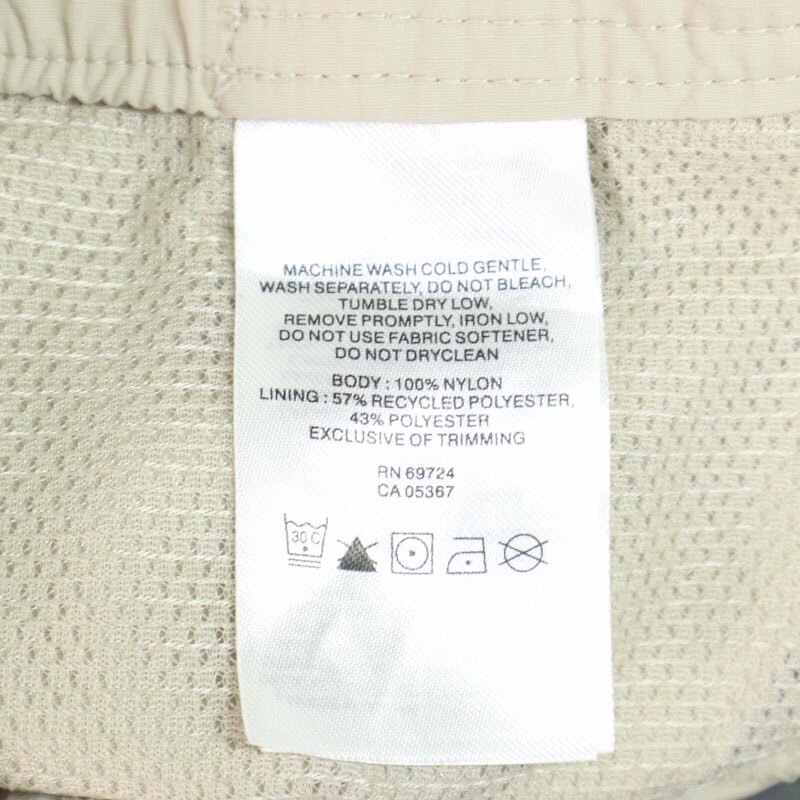 MACHINE WASH COLD GENTLE,
WASH SEPARATELY, DO NOT BLEACH,
TUMBLE DRY LOW,
REMOVE PROMPTLY, IRON LOW,
DO NOT USE FABRIC SOFTENER,
DO NOT DRYCLEAN
BODY : 100% NYLON
LINING : 57% RECYCLED POLYESTER,
43% POLYESTER
EXCLUSIVE OF TRIMMING
RN 69724
CA 05367
30 C